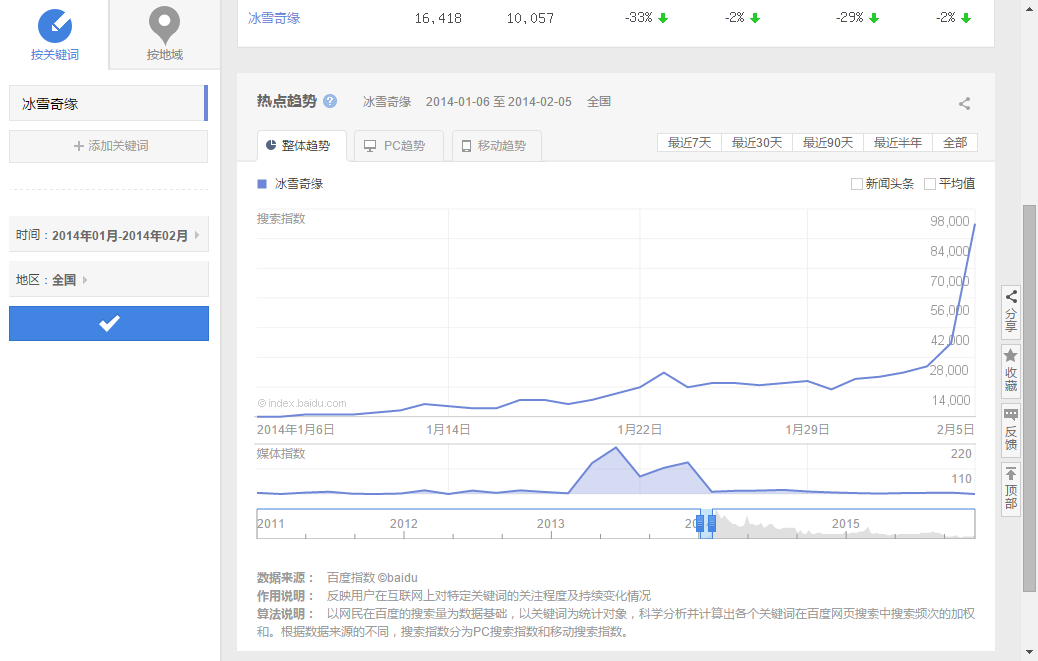 冰雪奇缘 16,418 10,057 -33% -2% -29% -2%
按关键词 按地域
冰雪奇缘
+ 添加关键词
时间：2014年01月-2014年02月
地区：全国
热点趋势 ? 冰雪奇缘 2014-01-06 至 2014-02-05 全国
整体趋势 PC趋势 移动趋势 最近7天 最近30天 最近90天 最近半年 全部
冰雪奇缘 新闻头条 平均值
搜索指数
98,000
84,000
70,000
56,000
42,000
28,000
14,000
©index.baidu.com
2014年1月6日 1月14日 1月22日 1月29日 2月5日
媒体指数
220
110
2011 2012 2013 2015
数据来源： 百度指数 ©baidu
作用说明： 反映用户在互联网上对特定关键词的关注程度及持续变化情况
算法说明： 以网民在百度的搜索量为数据基础，以关键词为统计对象，科学分析并计算出各个关键词在百度网页搜索中搜索频次的加权
和。根据数据来源的不同，搜索指数分为PC搜索指数和移动搜索指数。
分享
收藏
反馈
顶部